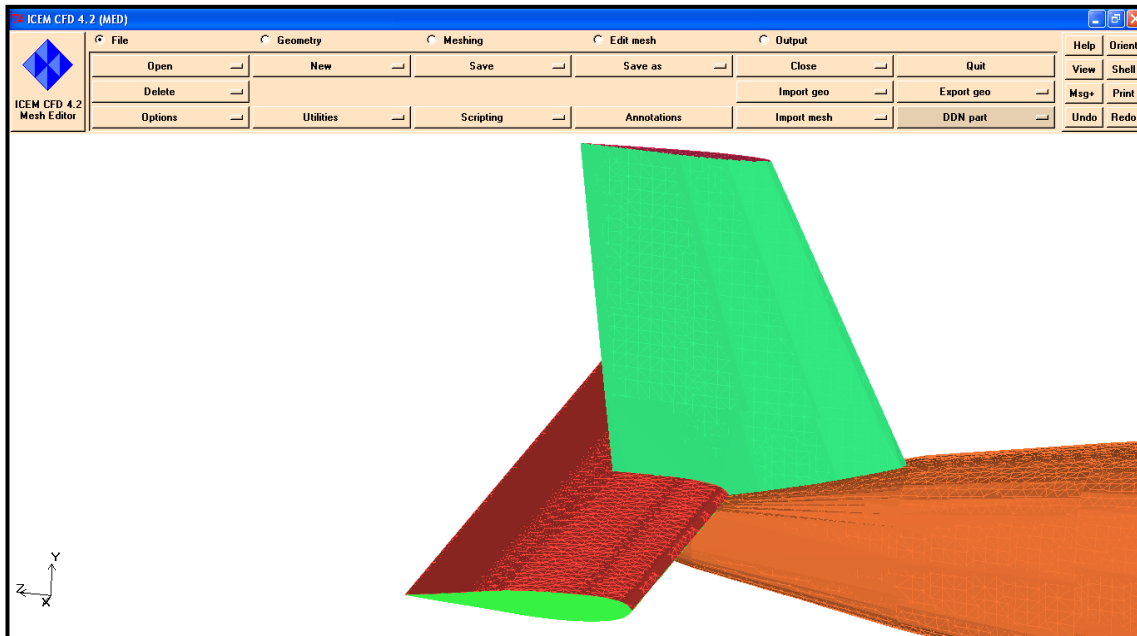 ICEM CFD 4.2 (MED)
File Geometry Meshing Edit mesh Output
Help Orient
Open New Save Save as Close Quit
View Shell
Delete Import geo Export geo
Msg+ Print
ICEM CFD 4.2
Mesh Editor
Options Utilities Scripting Annotations Import mesh DDN part
Undo Redo
Y
Z
X